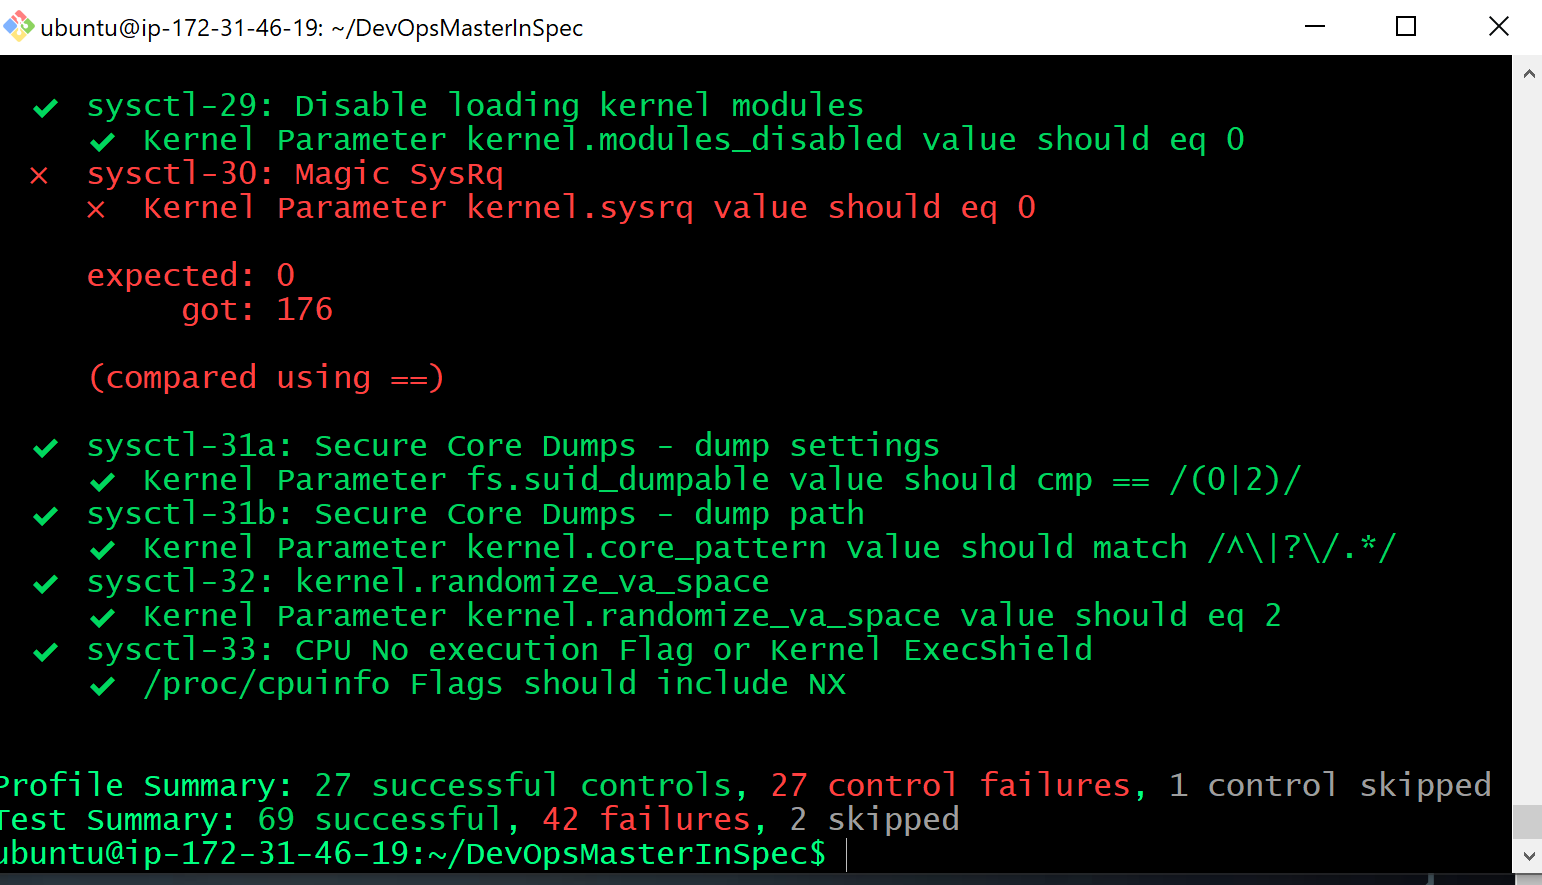 ubuntu@ip-172-31-46-19: ~/DevOpsMasterInSpec
✔ sysctl-29: Disable loading kernel modules
✔ Kernel Parameter kernel.modules_disabled value should eq 0
× sysctl-30: Magic SysRq
× Kernel Parameter kernel.sysrq value should eq 0
expected: 0
got: 176
(compared using ==)
✔ sysctl-31a: Secure Core Dumps - dump settings
✔ Kernel Parameter fs.suid_dumpable value should cmp == /(0|2)/
✔ sysctl-31b: Secure Core Dumps - dump path
✔ Kernel Parameter kernel.core_pattern value should match /^\|?\/.*/
✔ sysctl-32: kernel.randomize_va_space
✔ Kernel Parameter kernel.randomize_va_space value should eq 2
✔ sysctl-33: CPU No execution Flag or Kernel ExecShield
✔ /proc/cpuinfo Flags should include NX
Profile Summary: 27 successful controls, 27 control failures, 1 control skipped
Test Summary: 69 successful, 42 failures, 2 skipped
ubuntu@ip-172-31-46-19:~/DevOpsMasterInSpec$